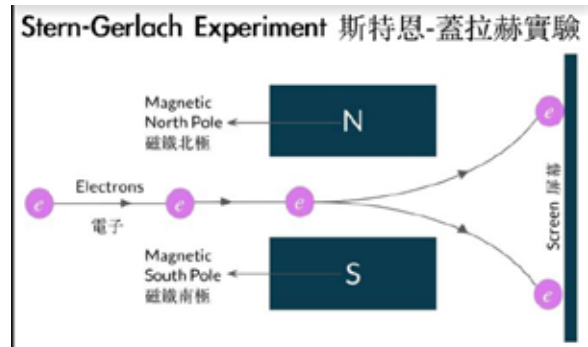 Stern-Gerlach Experiment 斯特恩-蓋拉赫實驗
Magnetic
North Pole
磁鐵北極
N
e
Electrons
電子
e
e
e
Screen 屏幕
Magnetic
South Pole
磁鐵南極
S
e